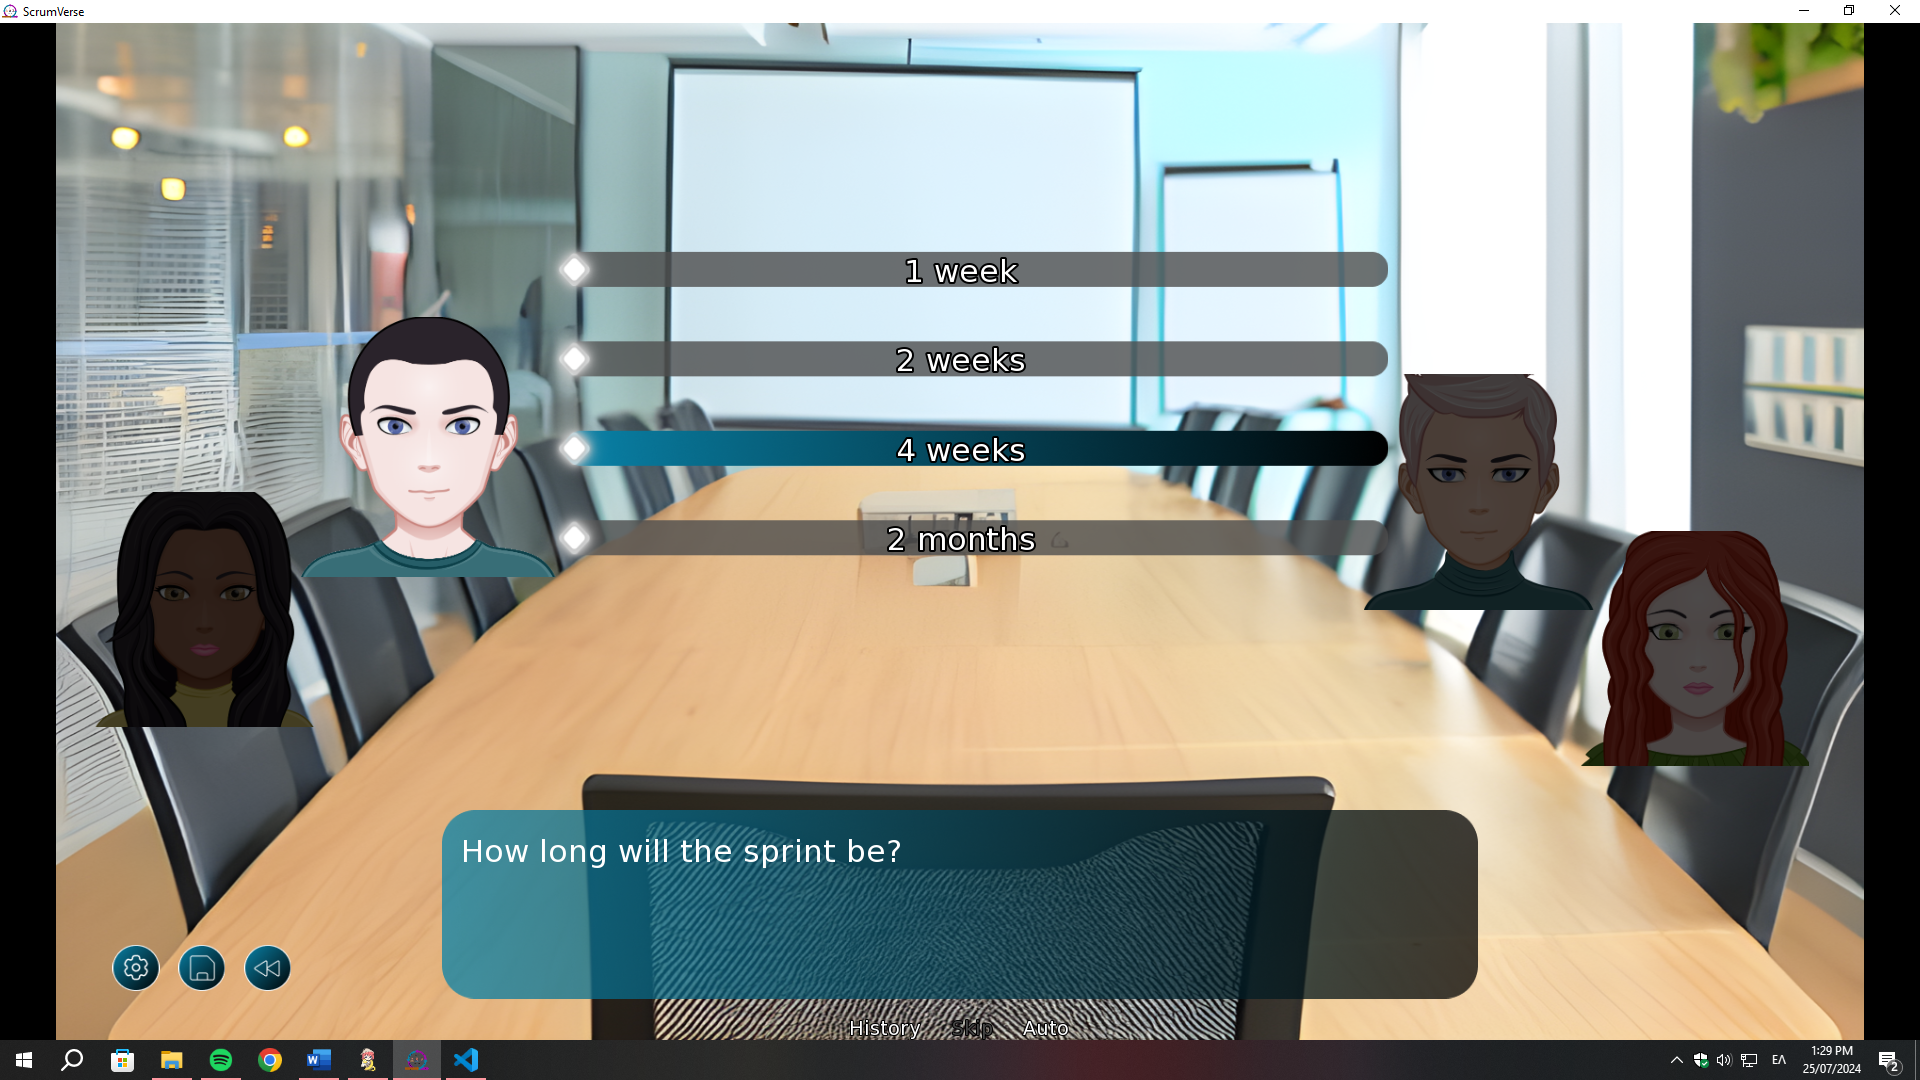 ScrumVerse
1 week
2 weeks
4 weeks
2 months
How long will the sprint be?
History Skip Auto
ΕΛ
1:29 PM
25/07/2024
2